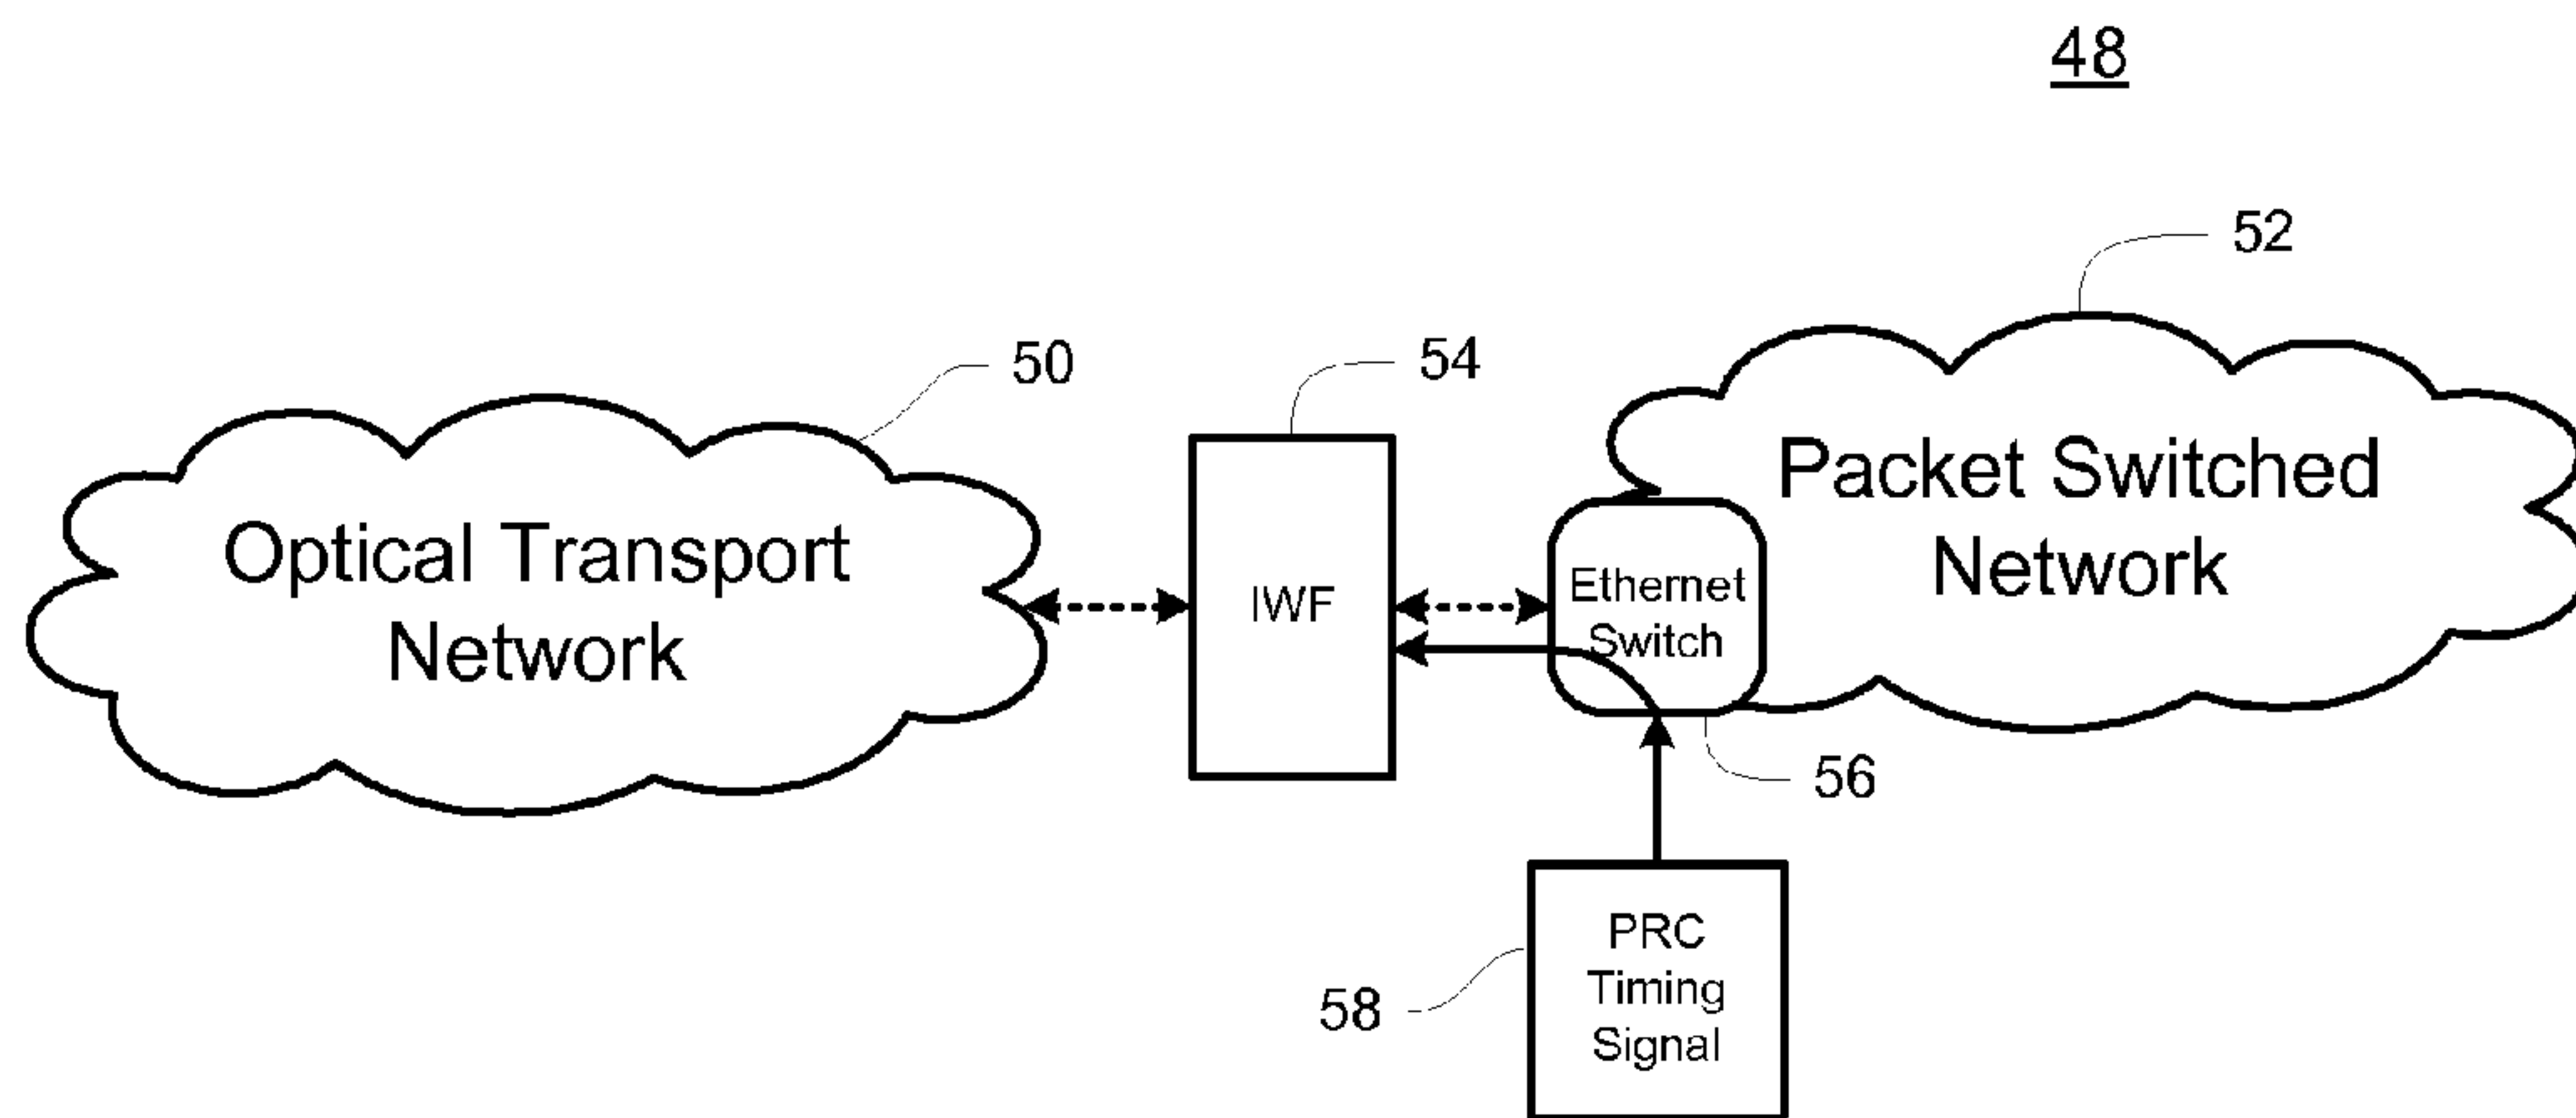 48
52
50
54
Packet Switched
Network
Optical Transport
Network
IWF
Ethernet
Switch
56
58
PRC
Timing
Signal